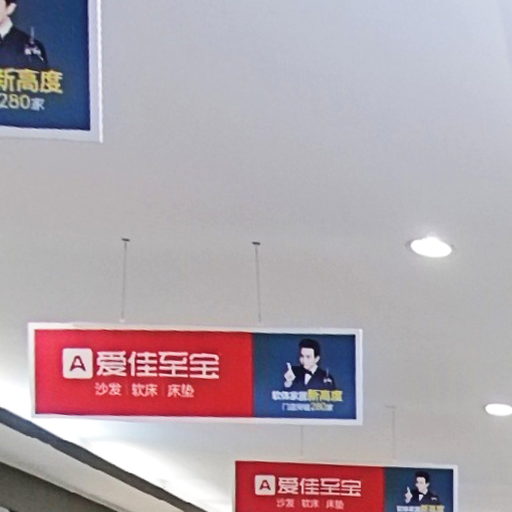 新高度
280家
A 爱佳至宝
沙发 软床 床垫
软体家居新高度
门店突破280家
A 爱佳至宝
沙发 软床 床垫